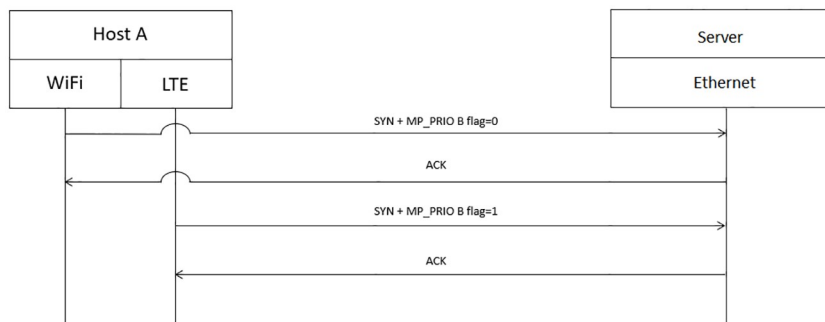 Host A
Server
WiFi
LTE
Ethernet
SYN + MP_PRIO B flag=0
ACK
SYN + MP_PRIO B flag=1
ACK